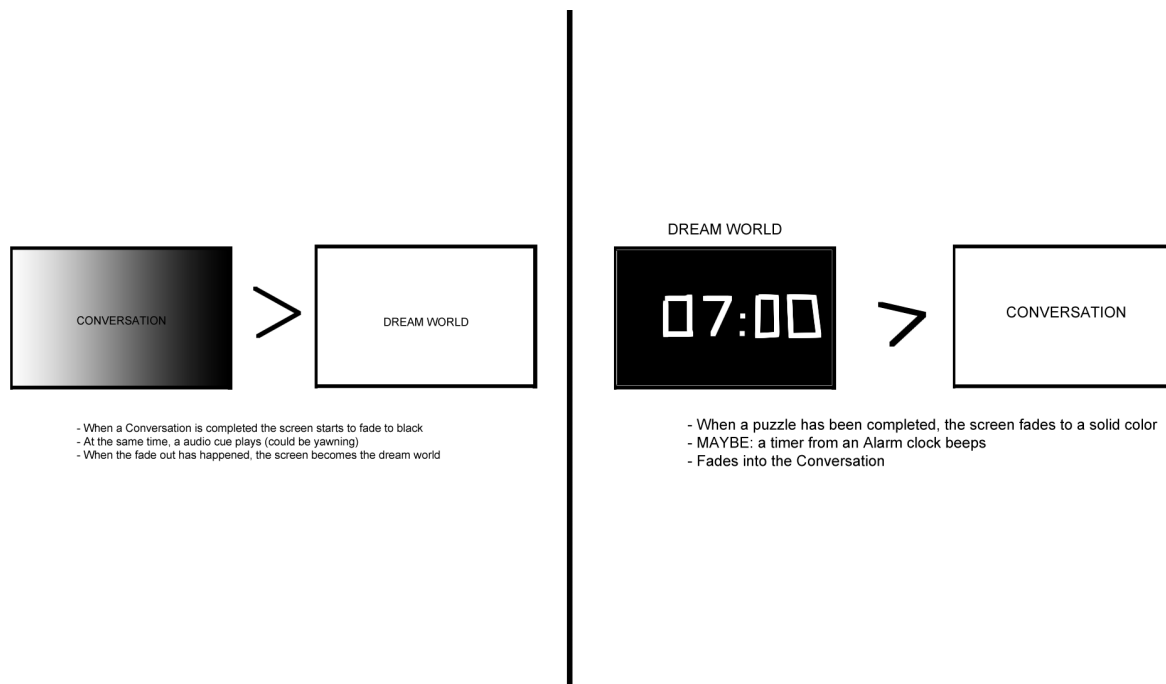 CONVERSATION
DREAM WORLD
- When a Conversation is completed the screen starts to fade to black
- At the same time, a audio cue plays (could be yawning)
- When the fade out has happened, the screen becomes the dream world
DREAM WORLD
07:00
CONVERSATION
- When a puzzle has been completed, the screen fades to a solid color
- MAYBE: a timer from an Alarm clock beeps
- Fades into the Conversation